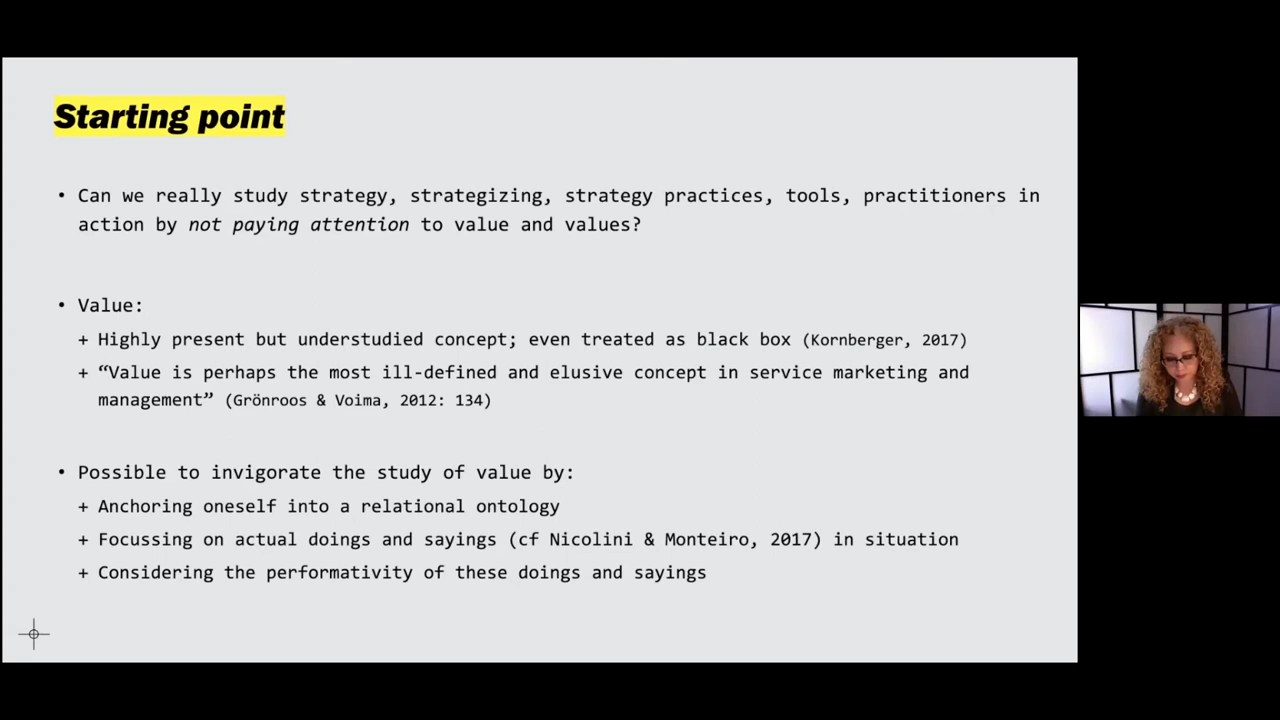 Starting point
• Can we really study strategy, strategizing, strategy practices, tools, practitioners in
action by not paying attention to value and values?
• Value:
+ Highly present but understudied concept; even treated as black box (Kornberger, 2017)
+ “Value is perhaps the most ill-defined and elusive concept in service marketing and
management” (Grönroos & Voima, 2012: 134)
• Possible to invigorate the study of value by:
+ Anchoring oneself into a relational ontology
+ Focussing on actual doings and sayings (cf Nicolini & Monteiro, 2017) in situation
+ Considering the performativity of these doings and sayings